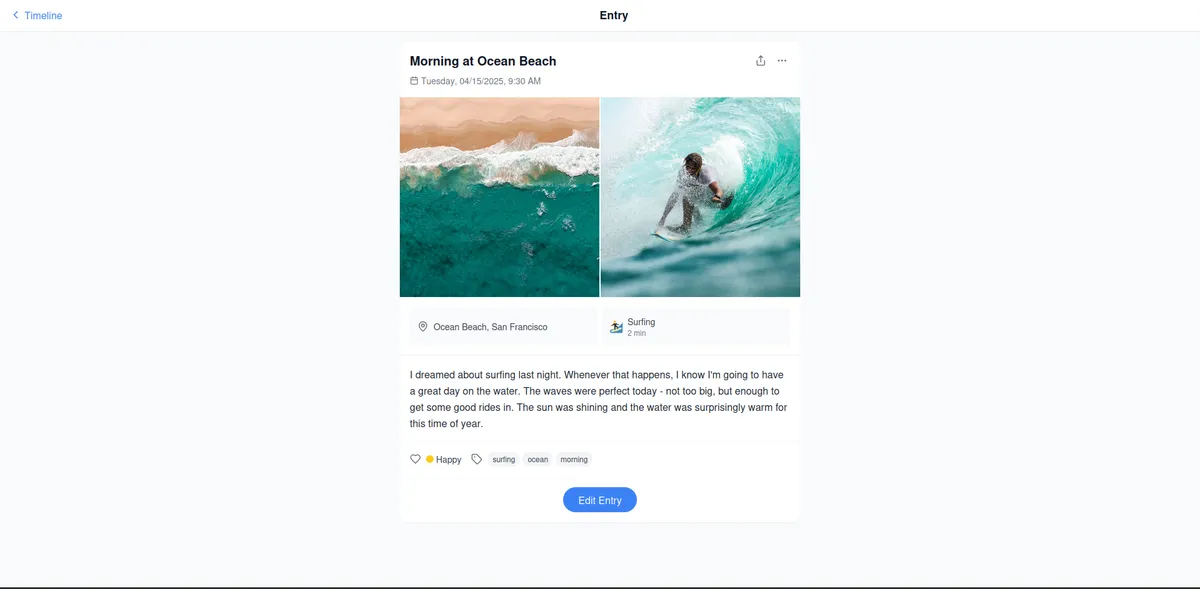 Timeline
Entry
Morning at Ocean Beach
Tuesday, 04/15/2025, 9:30 AM
Ocean Beach, San Francisco
Surfing
2 min
I dreamed about surfing last night. Whenever that happens, I know I'm going to have
a great day on the water. The waves were perfect today - not too big, but enough to
get some good rides in. The sun was shining and the water was surprisingly warm for
this time of year.
Happy surfing ocean morning
Edit Entry